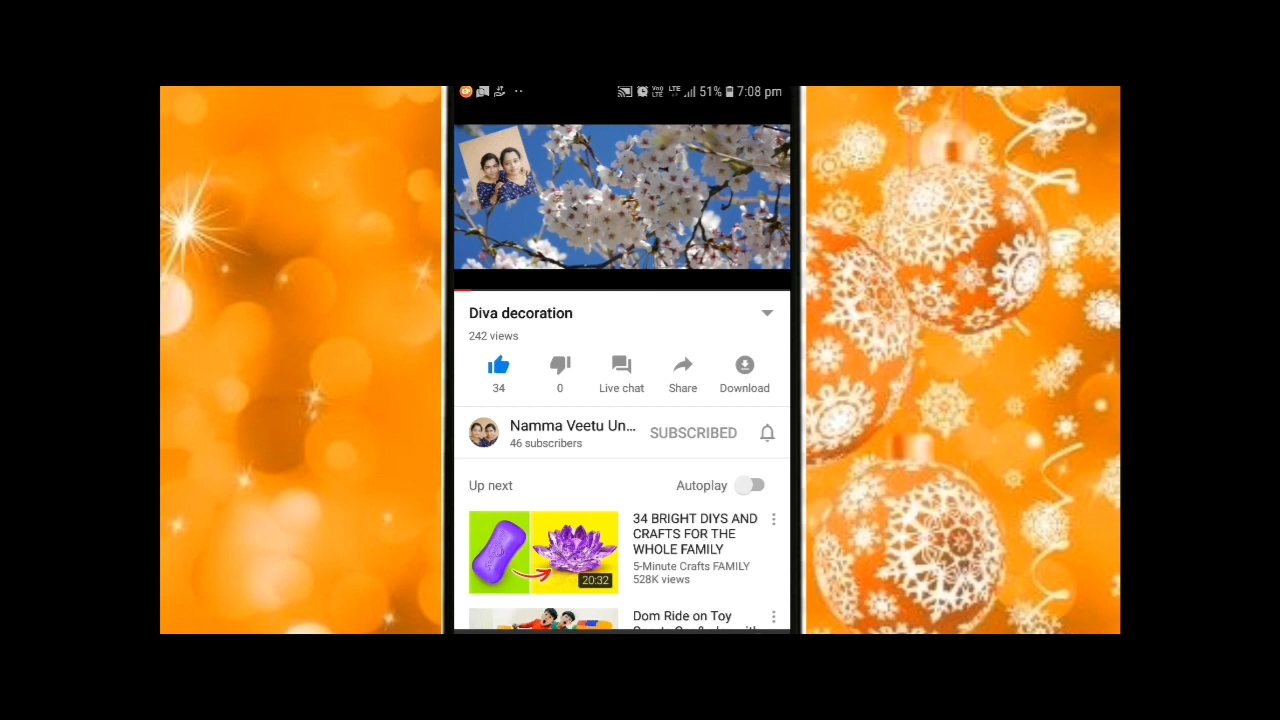 51% 7:08 pm
Diva decoration
242 views
34 0 Live chat Share Download
Namma Veetu Un... SUBSCRIBED
46 subscribers
Up next Autoplay
34 BRIGHT DIYS AND
CRAFTS FOR THE
WHOLE FAMILY
5-Minute Crafts FAMILY
528K views
20:32
Dom Ride on Toy